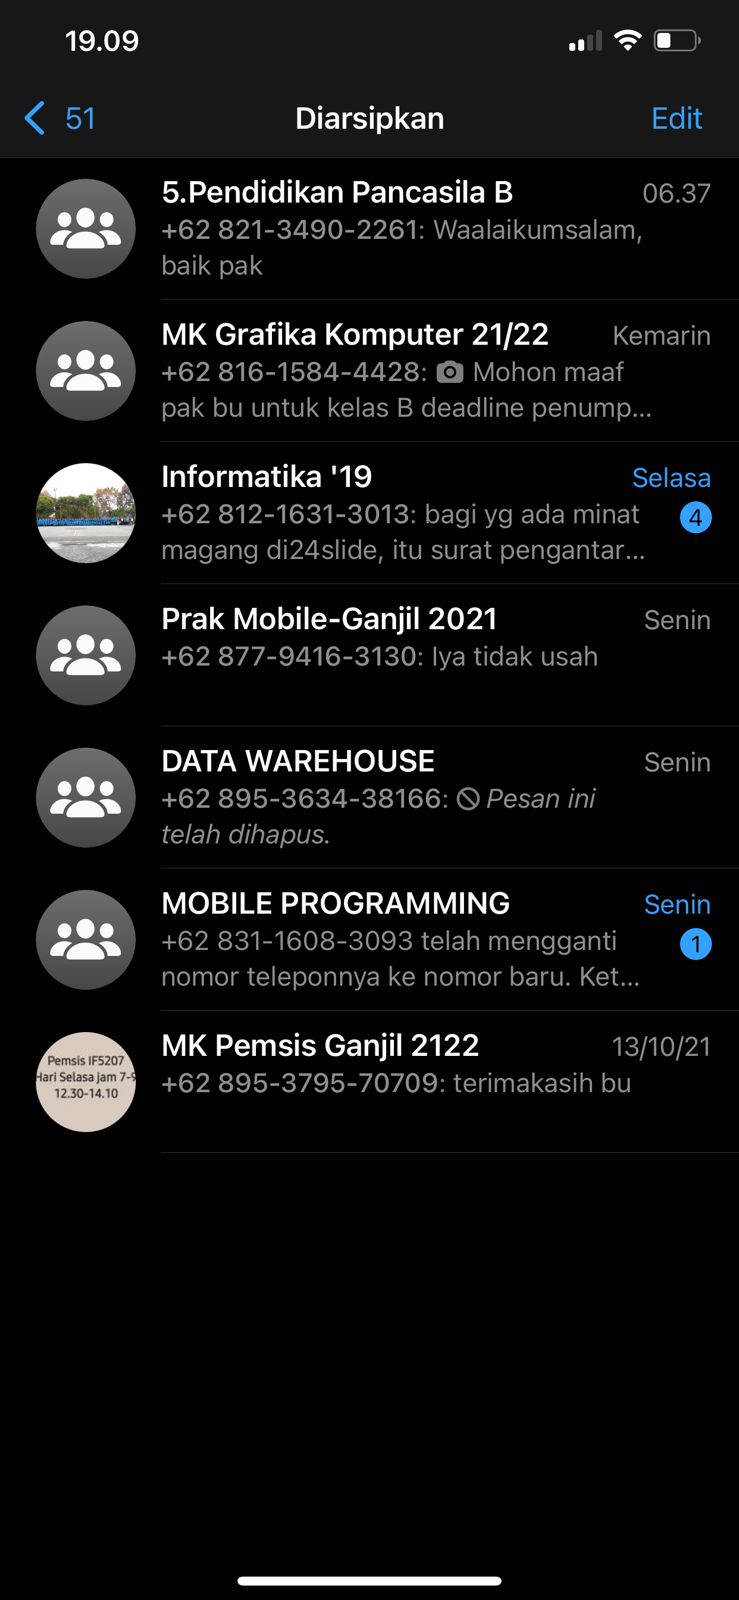 19.09
51 Diarsipkan Edit
5.Pendidikan Pancasila B 06.37
+62 821-3490-2261: Waalaikumsalam,
baik pak
MK Grafika Komputer 21/22 Kemarin
+62 816-1584-4428: Mohon maaf
pak bu untuk kelas B deadline penump...
Informatika '19 Selasa
+62 812-1631-3013: bagi yg ada minat 4
magang di24slide, itu surat pengantar...
Prak Mobile-Ganjil 2021 Senin
+62 877-9416-3130: Iya tidak usah
DATA WAREHOUSE Senin
+62 895-3634-38166: Pesan ini
telah dihapus.
MOBILE PROGRAMMING Senin
+62 831-1608-3093 telah mengganti 1
nomor teleponnya ke nomor baru. Ket...
MK Pemsis Ganjil 2122 13/10/21
+62 895-3795-70709: terimakasih bu
Pemsis IF5207
Hari Selasa jam 7-9
12.30-14.10